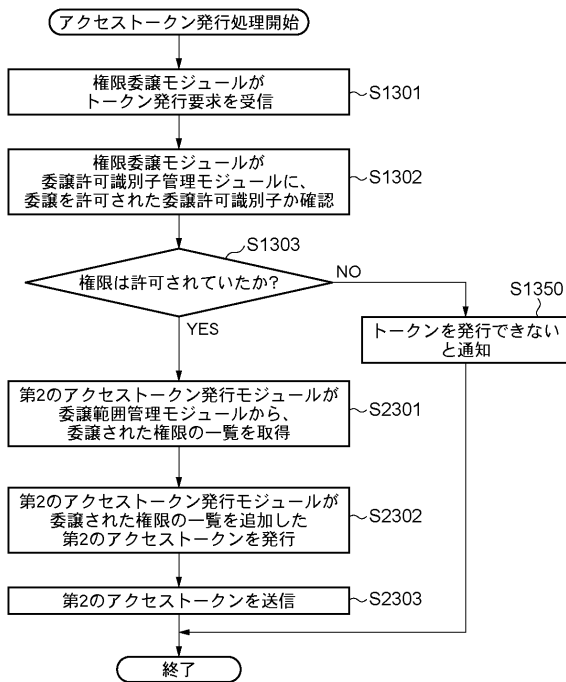 アクセストークン発行処理開始
権限委譲モジュールが
トークン発行要求を受信
S1301
権限委譲モジュールが
委譲許可識別子管理モジュールに、
委譲を許可された委譲許可識別子か確認
S1302
S1303
権限は許可されていたか?
NO
YES
S1350
トークンを発行できない
と通知
第2のアクセストークン発行モジュールが
委譲範囲管理モジュールから、
委譲された権限の一覧を取得
S2301
第2のアクセストークン発行モジュールが
委譲された権限の一覧を追加した
第2のアクセストークンを発行
S2302
第2のアクセストークンを送信
S2303
終了